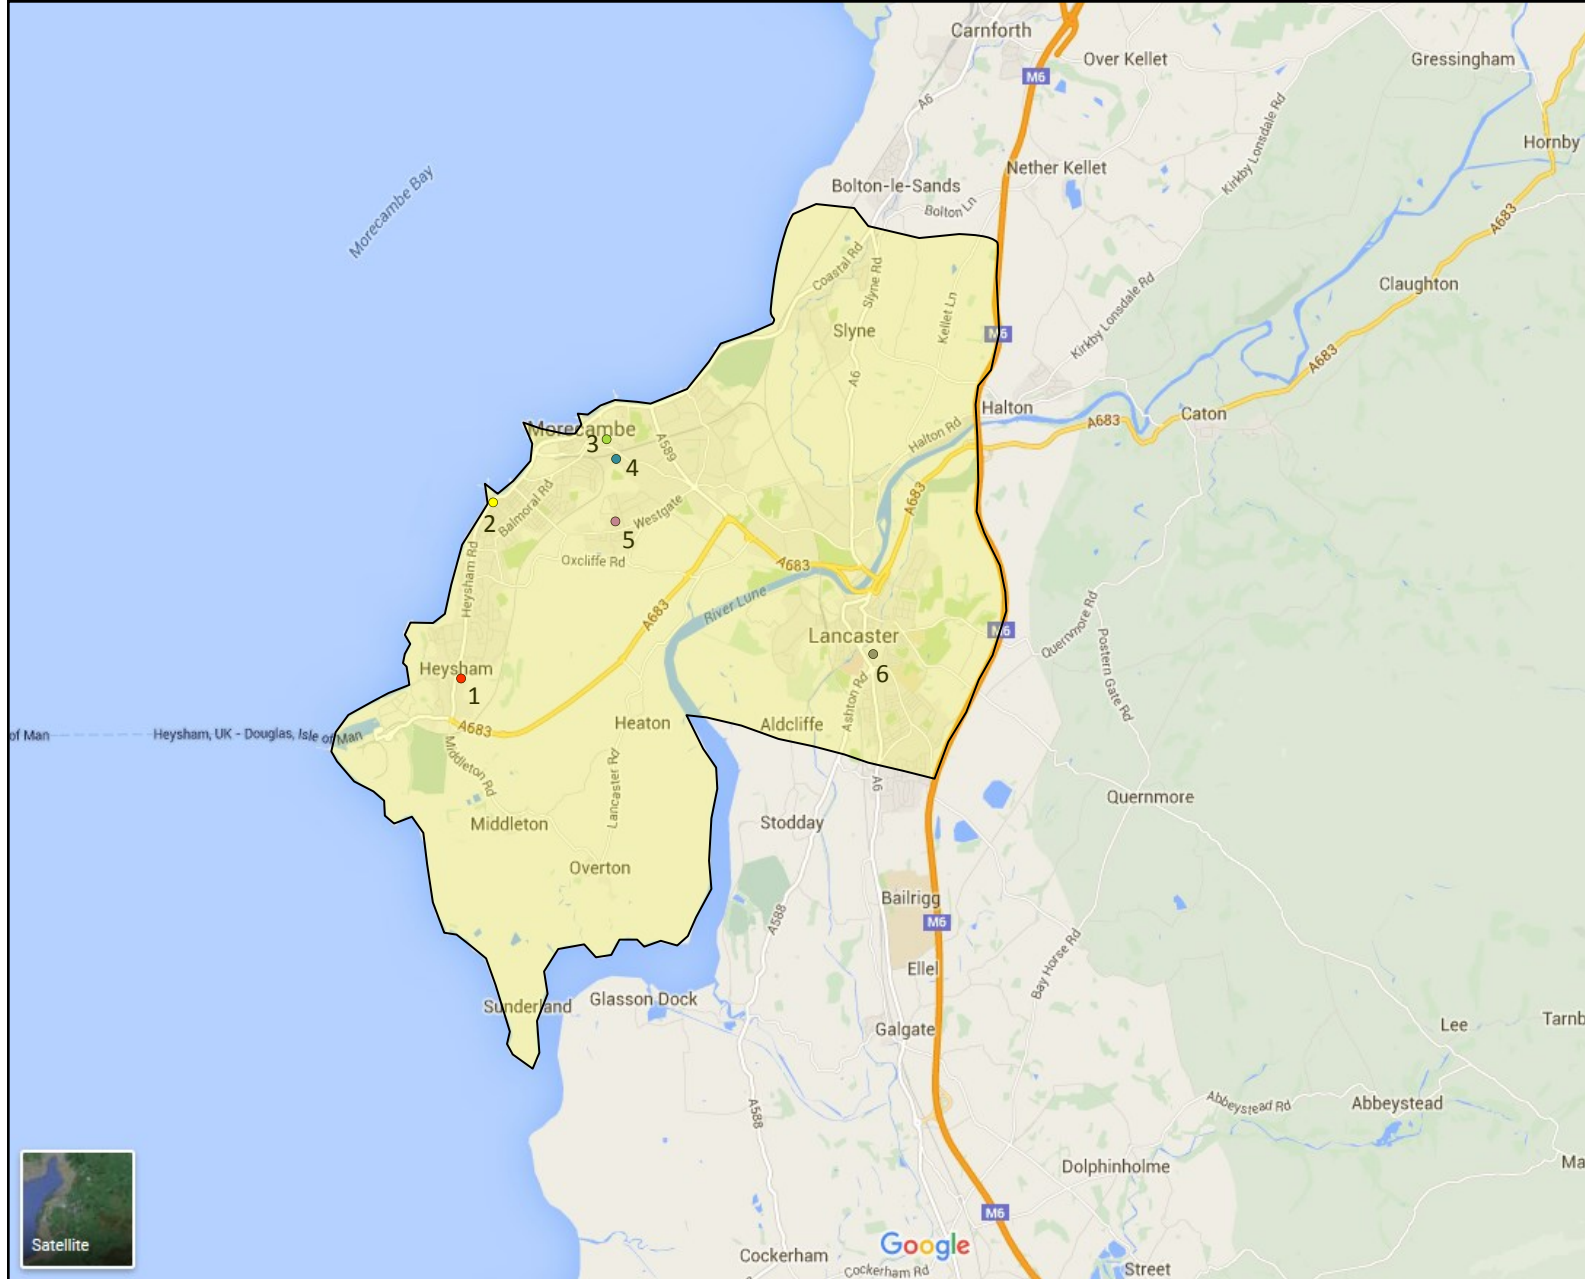 Carnforth
Over Kellet
Gressingham
M6
A6
Kirkby Lonsdale Rd
Hornby
Nether Kellet
Morecambe Bay
Bolton-le-Sands
Bolton Ln
A683
Coastal Rd
Slyne Rd
Kellet Ln
Claughton
Kirkby Lonsdale Rd
Slyne
M6
A6
A683
Halton
Caton
A683
Halton Rd
Morecambe
3
4
A589
A683
2
Balmoral Rd
5
Westgate
Oxcliffe Rd
A683
Heysham Rd
River Lune
A683
Lancaster
M6
Quernmore Rd
Postern Gate Rd
6
Heysham
1
Ashton Rd
Heaton
Aldcliffe
A683
of Man
Heysham, UK - Douglas, Isle of Man
Middleton Rd
Lancaster Rd
A6
Quernmore
Middleton
Stodday
Overton
Bailrigg
A588
M6
Ellel
Bay Horse Rd
Sunderland
Glasson Dock
Galgate
Lee
Tarnb
A588
Abbeystead Rd
Abbeystead
Dolphinholme
Ma
M6
Satellite
Google
Cockerham
Cockerham Rd
Street